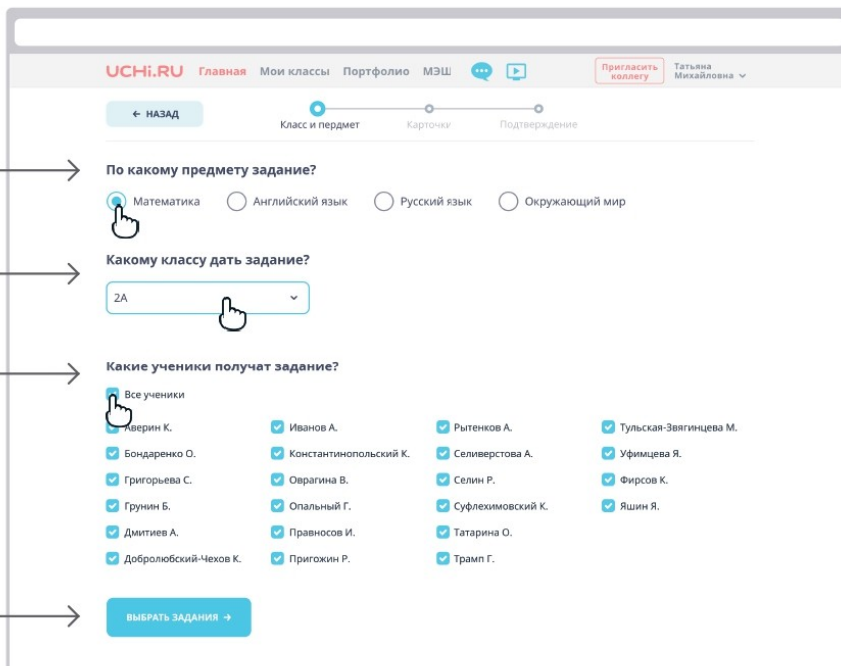 UCHi.RU Главная Мои классы Портфолио МЭШ Пригласить коллегу Татьяна Михайловна
← НАЗАД
Класс и пердмет Карточки Подтверждение
По какому предмету задание?
Математика Английский язык Русский язык Окружающий мир
Какому классу дать задание?
2А
Какие ученики получат задание?
Все ученики
Аверин К. Иванов А. Рытенков А. Тульская-Звягинцева М.
Бондаренко О. Константинопольский К. Селиверстова А. Уфимцева Я.
Григорьева С. Оврагина В. Селин Р. Фирсов К.
Грунин Б. Опальный Г. Суфлехимовский К. Яшин Я.
Дмитиев А. Правносов И. Татарина О.
Добролюбский-Чехов К. Пригожин Р. Трамп Г.
ВЫБРАТЬ ЗАДАНИЯ →